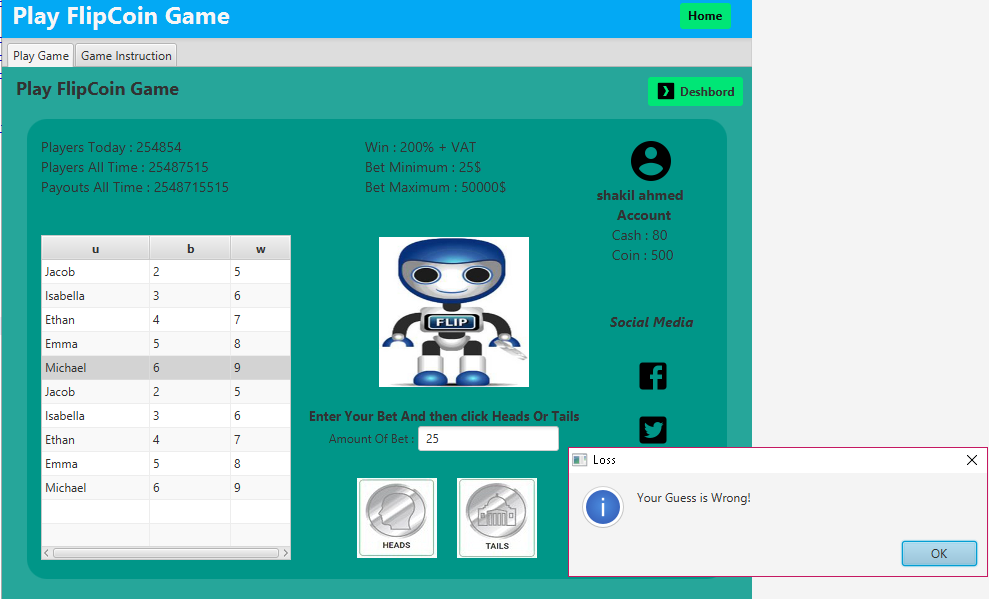 Play FlipCoin Game
Home
Play Game
Game Instruction
Play FlipCoin Game
Deshbord
Players Today : 254854
Players All Time : 25487515
Payouts All Time : 2548715515
Win : 200% + VAT
Bet Minimum : 25$
Bet Maximum : 50000$
shakil ahmed
Account
Cash : 80
Coin : 500
u b w
Jacob 2 5
Isabella 3 6
Ethan 4 7
Emma 5 8
Michael 6 9
Jacob 2 5
Isabella 3 6
Ethan 4 7
Emma 5 8
Michael 6 9
FLIP
Social Media
Enter Your Bet And then click Heads Or Tails
Amount Of Bet : 25
HEADS
TAILS
Loss
Your Guess is Wrong!
OK